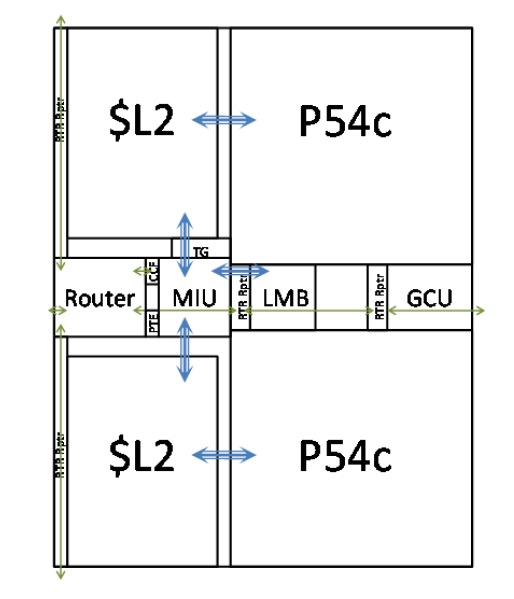 RTR Rptr
$L2
P54c
TG
Router
CCF
PTE
MIU
RTR Rptr
LMB
RTR Rptr
GCU
RTR Rptr
$L2
P54c